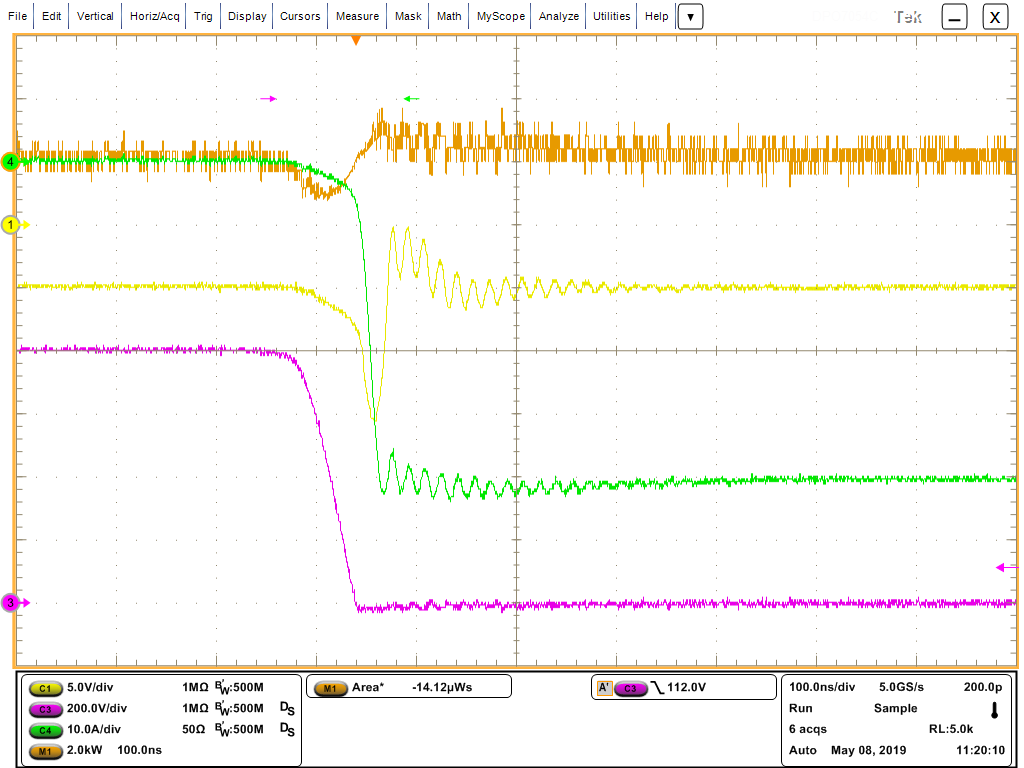 File Edit Vertical Horiz/Acq Trig Display Cursors Measure Mask Math MyScope Analyze Utilities Help ▼ Tek X
4
1
3
C1 5.0V/div 1MΩ BW:500M
C3 200.0V/div 1MΩ BW:500M DS
C4 10.0A/div 50Ω BW:500M DS
M1 2.0kW 100.0ns
M1 Area* -14.12µWs
A' C3 112.0V
100.0ns/div 5.0GS/s 200.0p
Run Sample
6 acqs RL:5.0k
Auto May 08, 2019 11:20:10